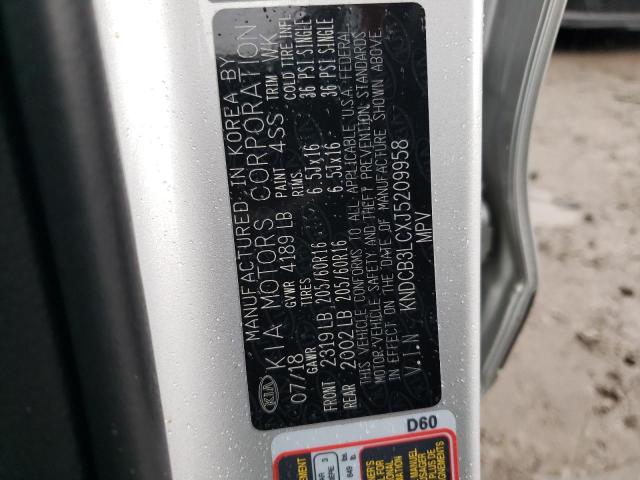 MANUFACTURED IN KOREA BY
KIA KIA MOTORS CORPORATION
07/18 GVWR 4189 LB PAINT 4SS TRIM WK
GAWR TIRES RIMS. COLD TIRE INFL
FRONT 2319 LB 205/60R16 6.5Jx16 36 PSI SINGLE
REAR 2002 LB 205/60R16 6.5Jx16 36 PSI SINGLE
THIS VEHICLE CONFORMS TO ALL APPLICABLE U.S.A. FEDERAL
MOTOR-VEHICLE SAFETY AND THEFT PREVENTION STANDARDS
IN EFFECT ON THE DATE OF MANUFACTURE SHOWN ABOVE.
V.I.N: KNDCB3LCXJ5209958
MPV
D60